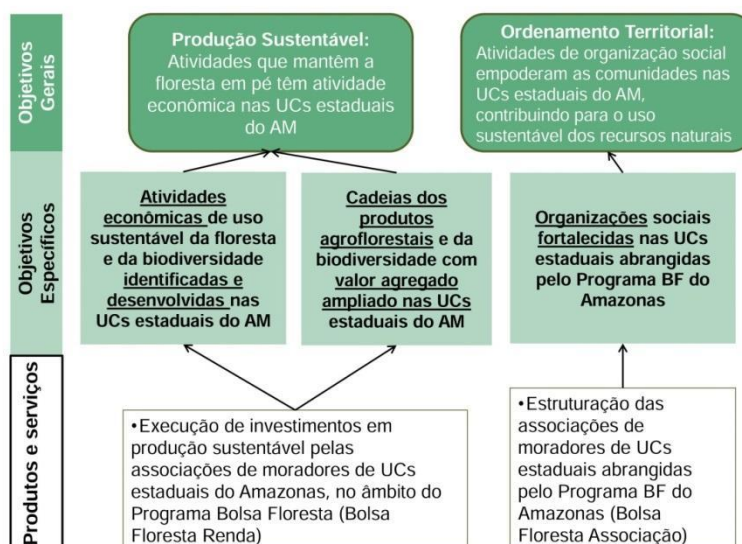 Objetivos
Gerais
Produção Sustentável:
Atividades que mantêm a
floresta em pé têm atividade
econômica nas UCs estaduais
do AM
Ordenamento Territorial:
Atividades de organização social
empoderam as comunidades nas
UCs estaduais do AM,
contribuindo para o uso
sustentável dos recursos naturais
Objetivos
Específicos
Atividades
econômicas de uso
sustentável da floresta
e da biodiversidade
identificadas e
desenvolvidas nas
UCs estaduais do AM
Cadeias dos
produtos
agroflorestais e da
biodiversidade com
valor agregado
ampliado nas UCs
estaduais do AM
Organizações sociais
fortalecidas nas UCs
estaduais abrangidas
pelo Programa BF do
Amazonas
Produtos e serviços
•Execução de investimentos em
produção sustentável pelas
associações de moradores de UCs
estaduais do Amazonas, no âmbito do
Programa Bolsa Floresta (Bolsa
Floresta Renda)
•Estruturação das
associações de
moradores de UCs
estaduais abrangidas
pelo Programa BF do
Amazonas (Bolsa
Floresta Associação)